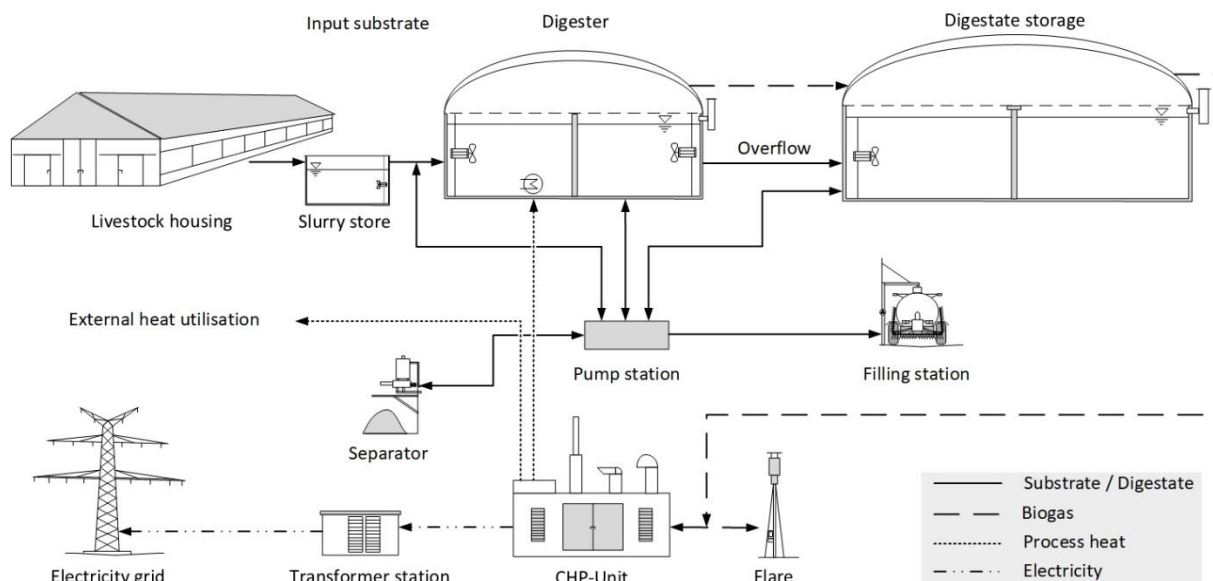 Input substrate
Digester
Digestate storage
Overflow
Livestock housing
Slurry store
External heat utilisation
Pump station
Filling station
Separator
Substrate / Digestate
Biogas
Process heat
Electricity
Electricity grid
Transformer station
CHP-Unit
Flare